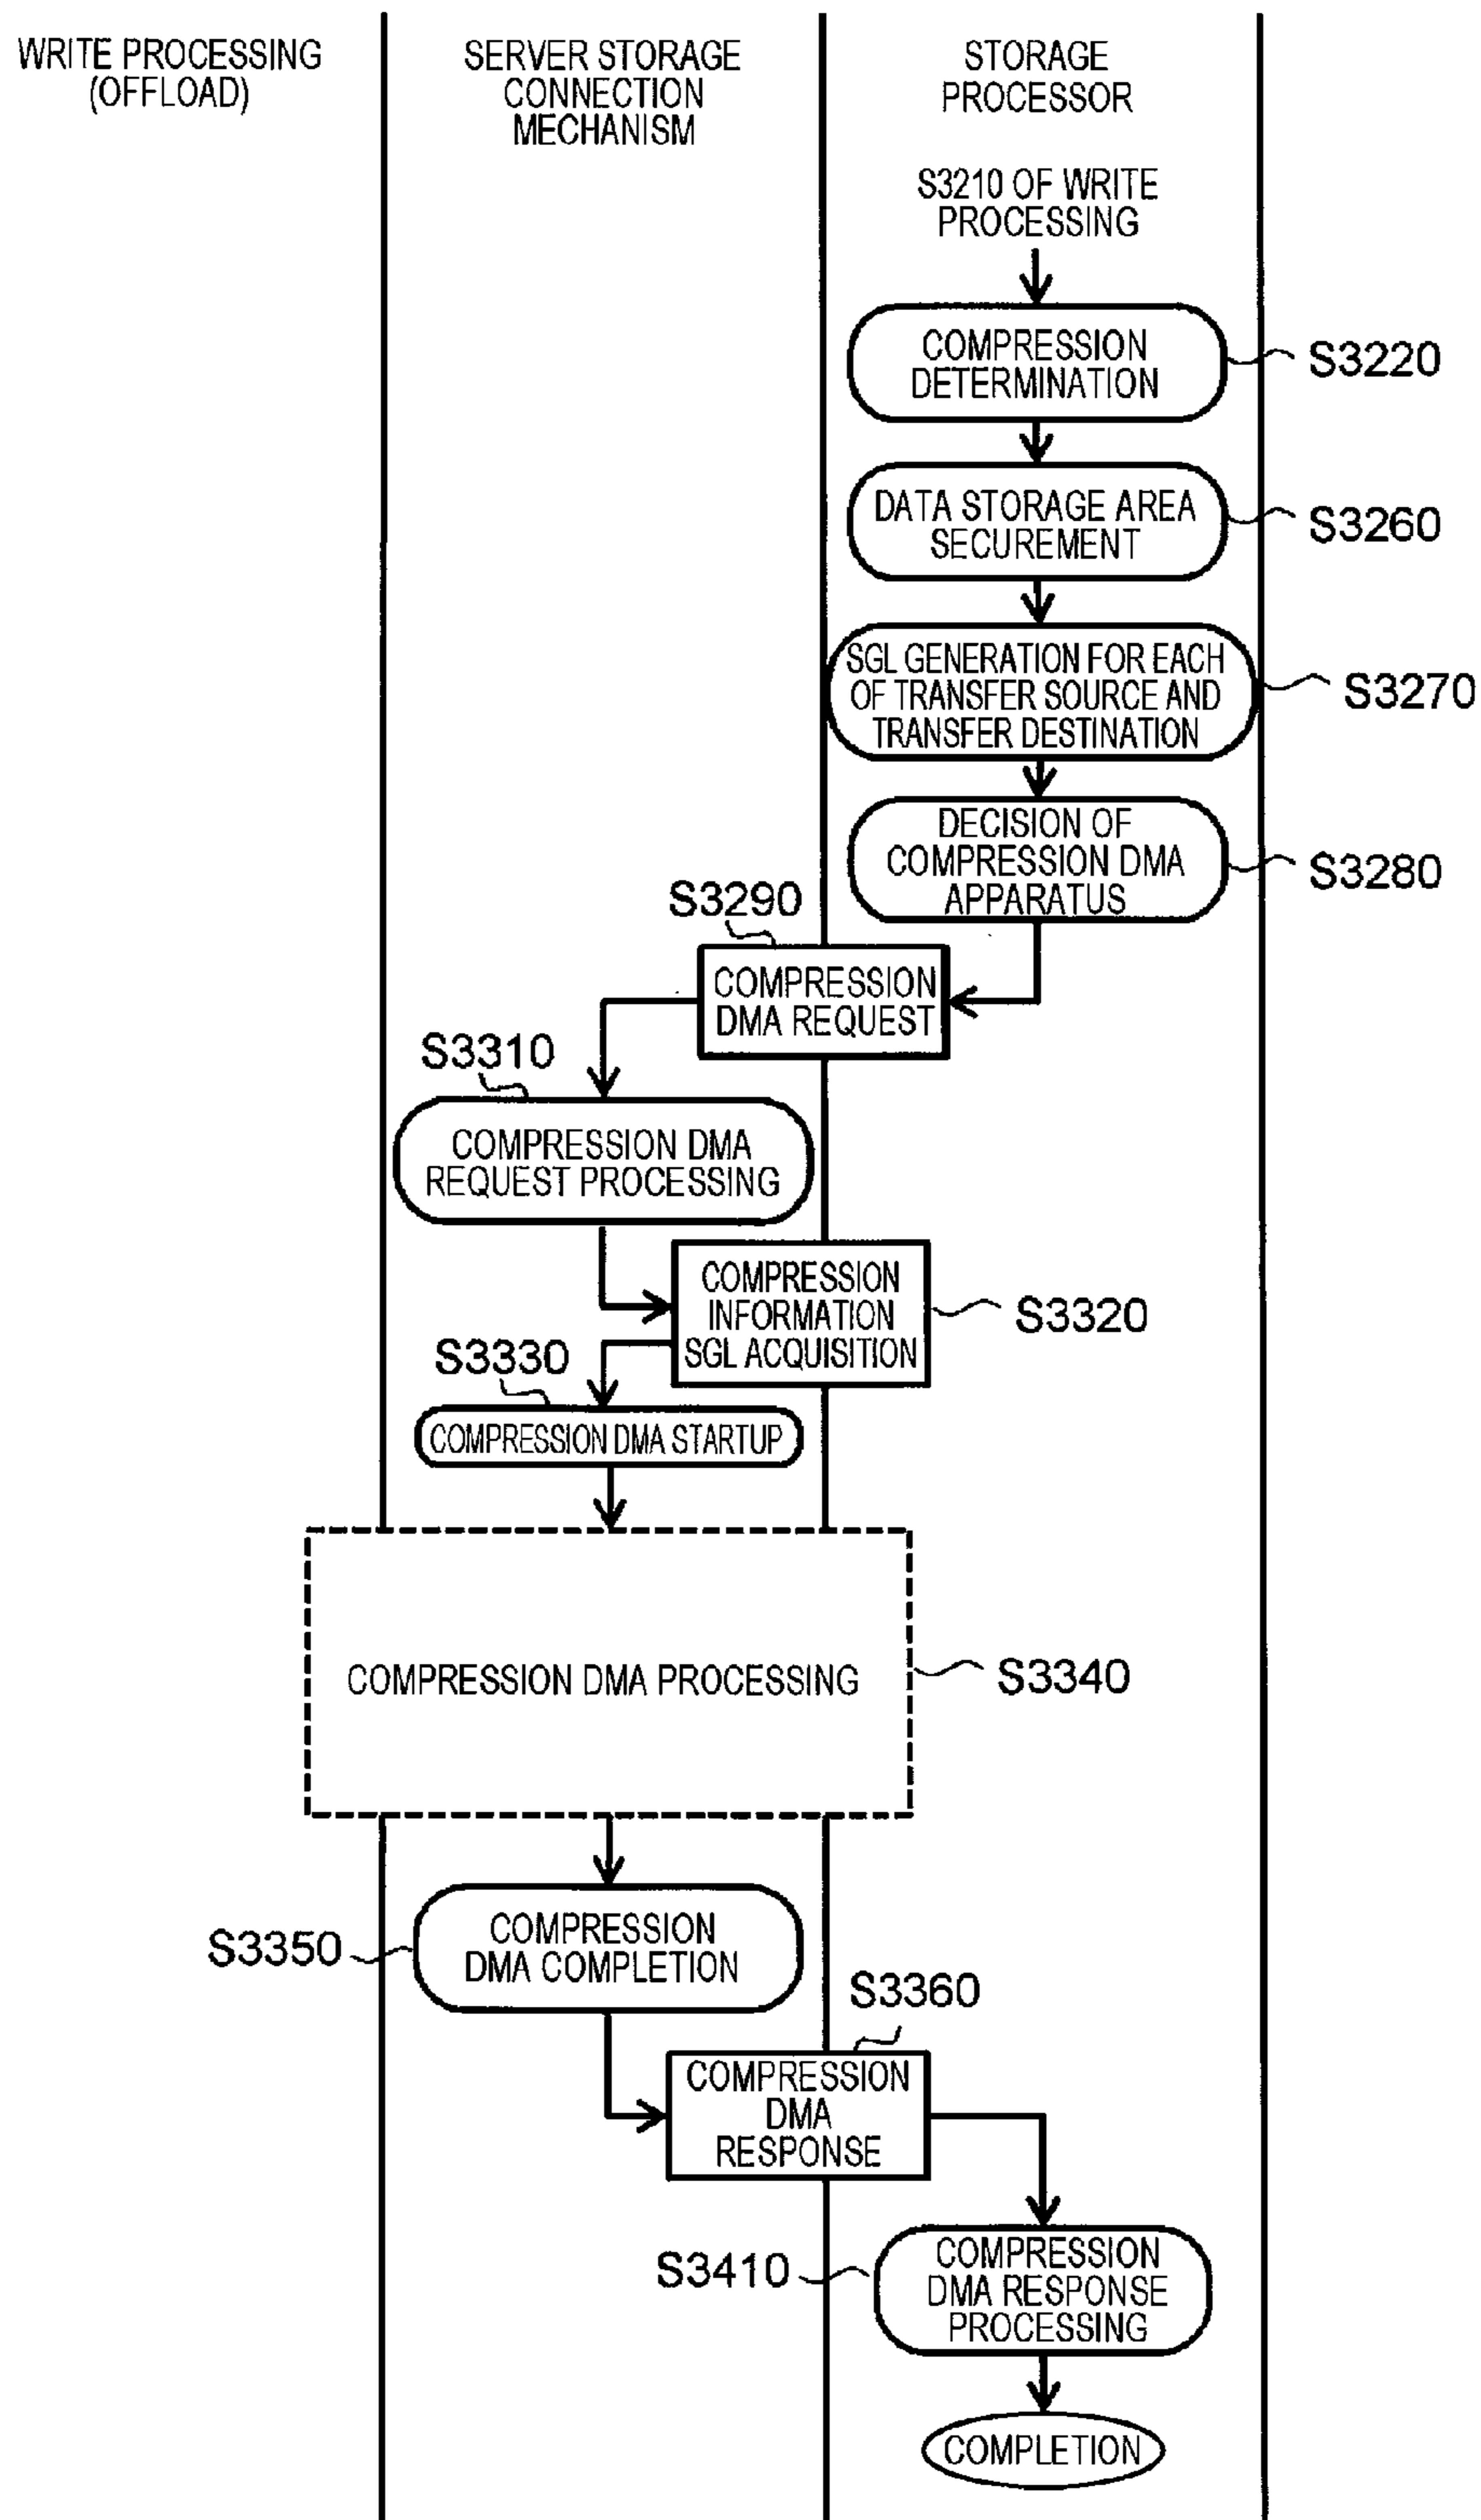 WRITE PROCESSING
(OFFLOAD)
SERVER STORAGE
CONNECTION
MECHANISM
STORAGE
PROCESSOR
S3210 OF WRITE
PROCESSING
COMPRESSION
DETERMINATION
S3220
DATA STORAGE AREA
SECUREMENT
S3260
SGL GENERATION FOR EACH
OF TRANSFER SOURCE AND
TRANSFER DESTINATION
S3270
DECISION OF
COMPRESSION DMA
APPARATUS
S3280
S3290
COMPRESSION
DMA REQUEST
S3310
COMPRESSION DMA
REQUEST PROCESSING
COMPRESSION
INFORMATION
SGL ACQUISITION
S3320
S3330
COMPRESSION DMA STARTUP
COMPRESSION DMA PROCESSING
S3340
S3350
COMPRESSION
DMA COMPLETION
S3360
COMPRESSION
DMA
RESPONSE
S3410
COMPRESSION
DMA RESPONSE
PROCESSING
COMPLETION